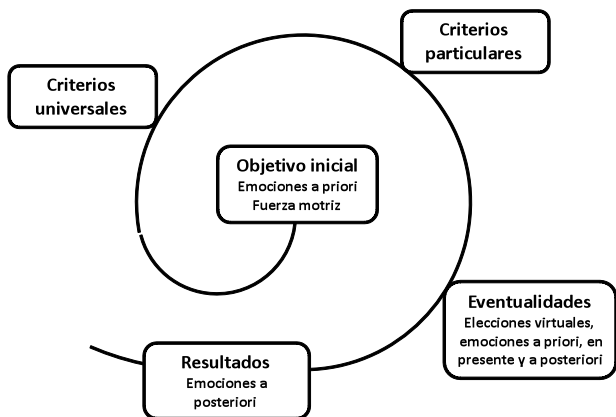 Criterios
particulares
Criterios
universales
Objetivo inicial
Emociones a priori
Fuerza motriz
Eventualidades
Elecciones virtuales,
emociones a priori, en
presente y a posteriori
Resultados
Emociones a
posteriori